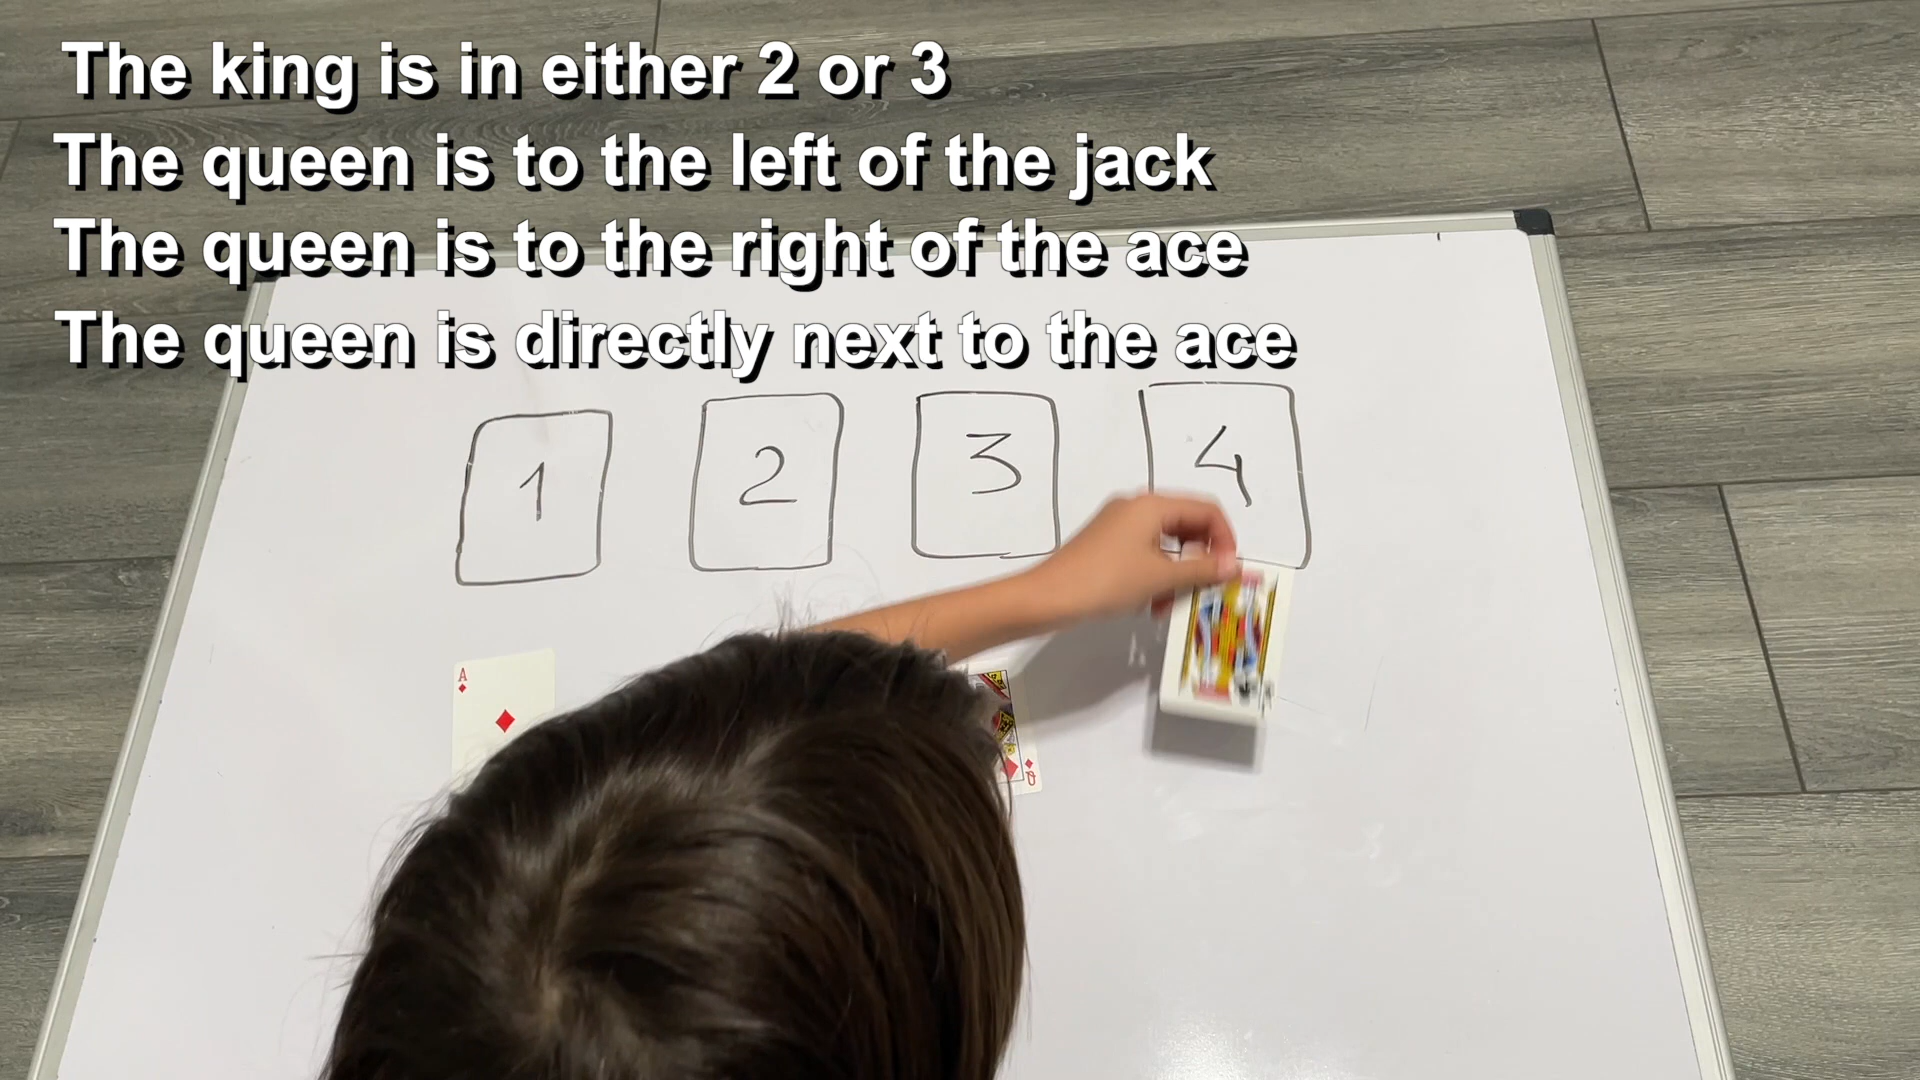 The king is in either 2 or 3
The queen is to the left of the jack
The queen is to the right of the ace
The queen is directly next to the ace
1 2 3 4
A
Q